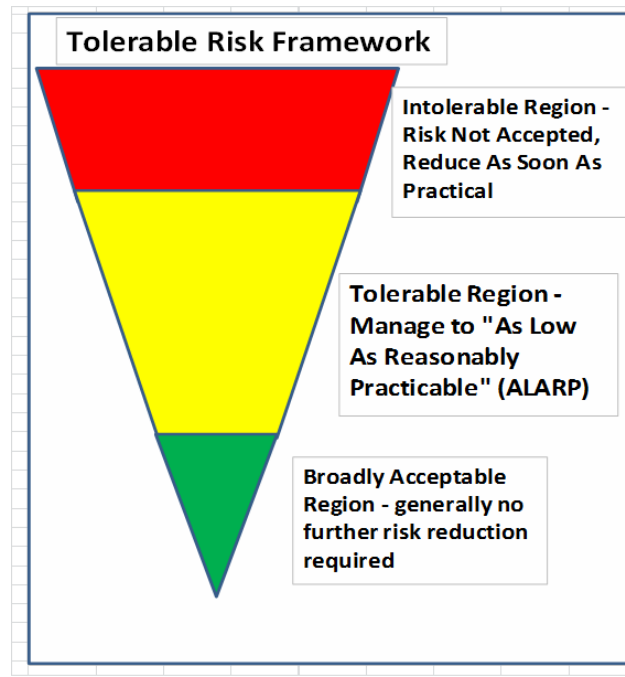 Tolerable Risk Framework
Intolerable Region -
Risk Not Accepted,
Reduce As Soon As
Practical
Tolerable Region -
Manage to "As Low
As Reasonably
Practicable" (ALARP)
Broadly Acceptable
Region - generally no
further risk reduction
required